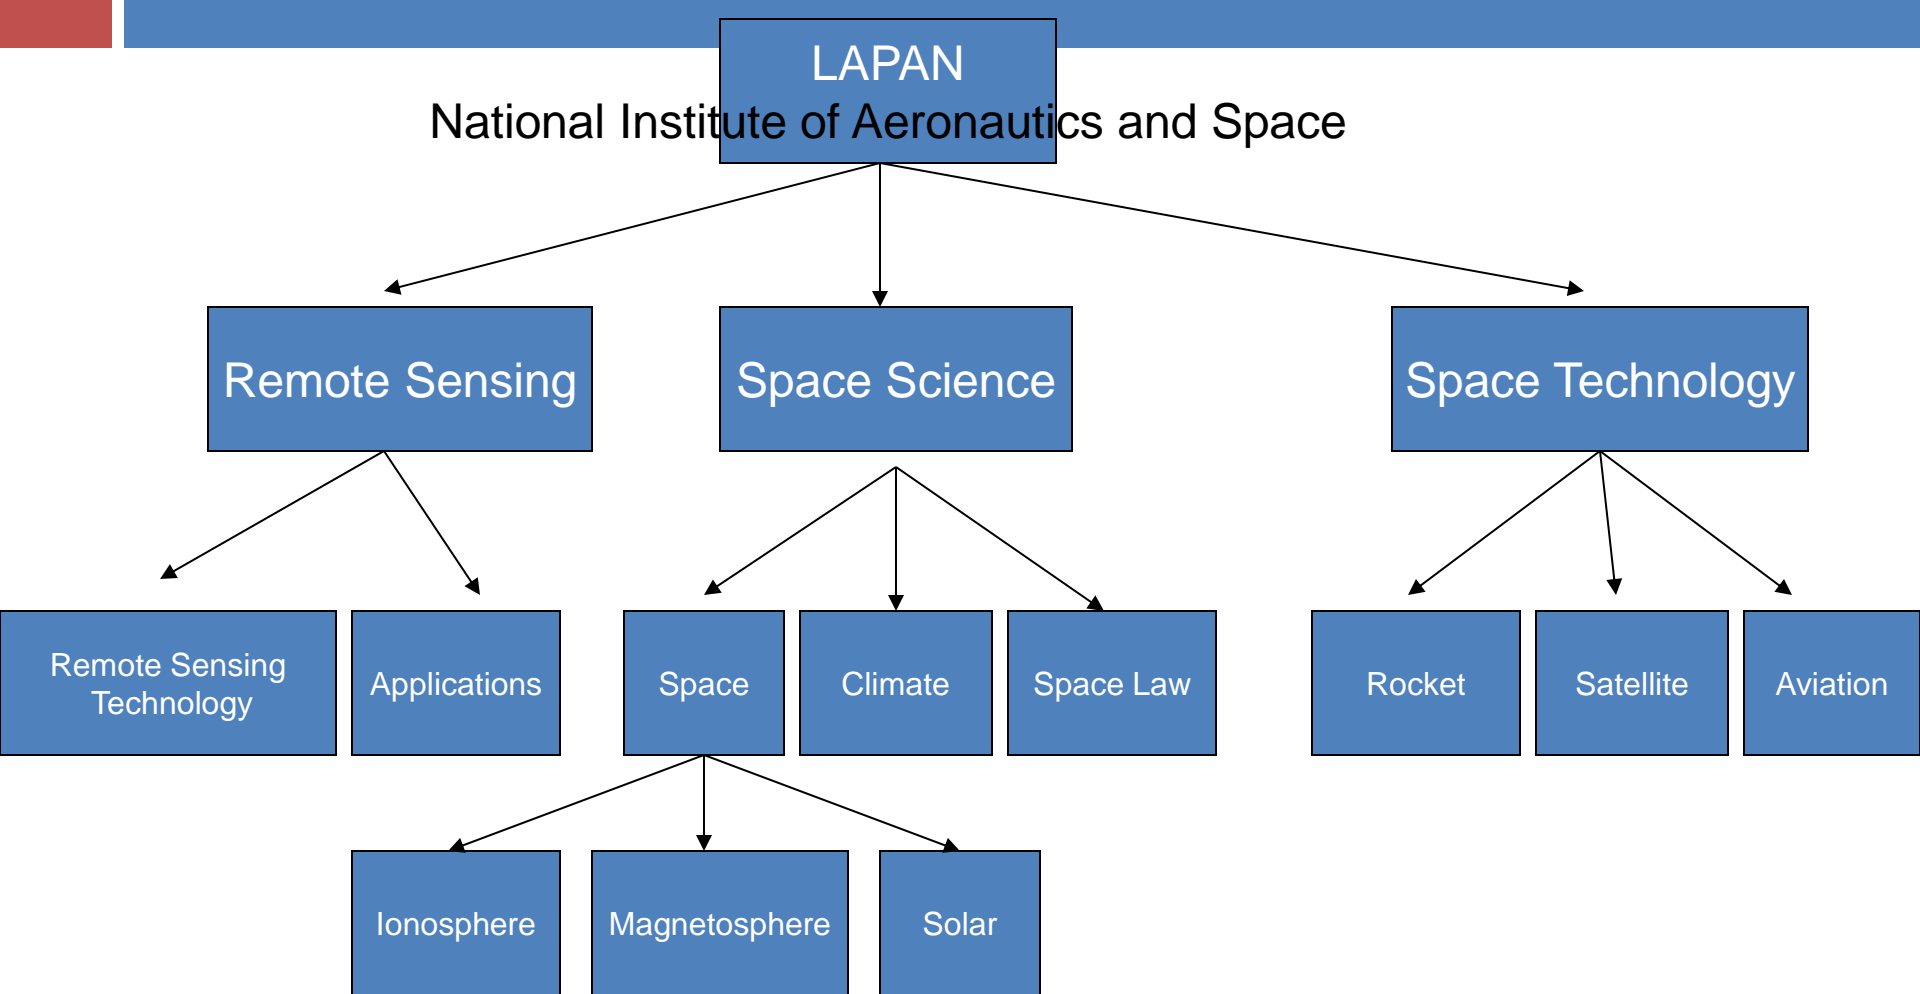 LAPAN
National Institute of Aeronautics and Space
Remote Sensing
Space Science
Space Technology
Remote Sensing
Technology
Applications
Space
Climate
Space Law
Rocket
Satellite
Aviation
Ionosphere
Magnetosphere
Solar